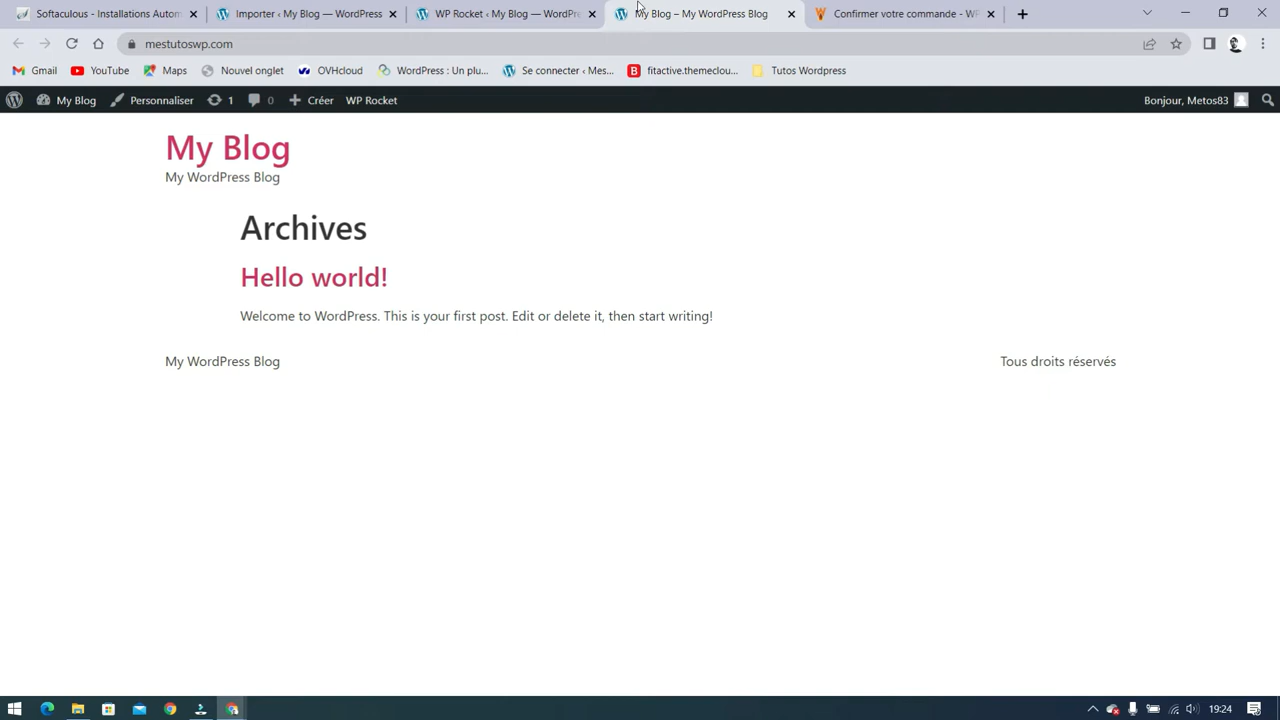 Softaculous - Installations Autom
Importer ‹ My Blog — WordPress
WP Rocket ‹ My Blog — WordPre
My Blog – My WordPress Blog
Confirmer votre commande - WP
mestutoswp.com
Gmail
YouTube
Maps
Nouvel onglet
OVHcloud
WordPress : Un plu...
Se connecter ‹ Mes...
fitactive.themeclou...
Tutos Wordpress
My Blog
Personnaliser
1
0
Créer
WP Rocket
Bonjour, Metos83
My Blog
My WordPress Blog
Archives
Hello world!
Welcome to WordPress. This is your first post. Edit or delete it, then start writing!
My WordPress Blog
Tous droits réservés
19:24